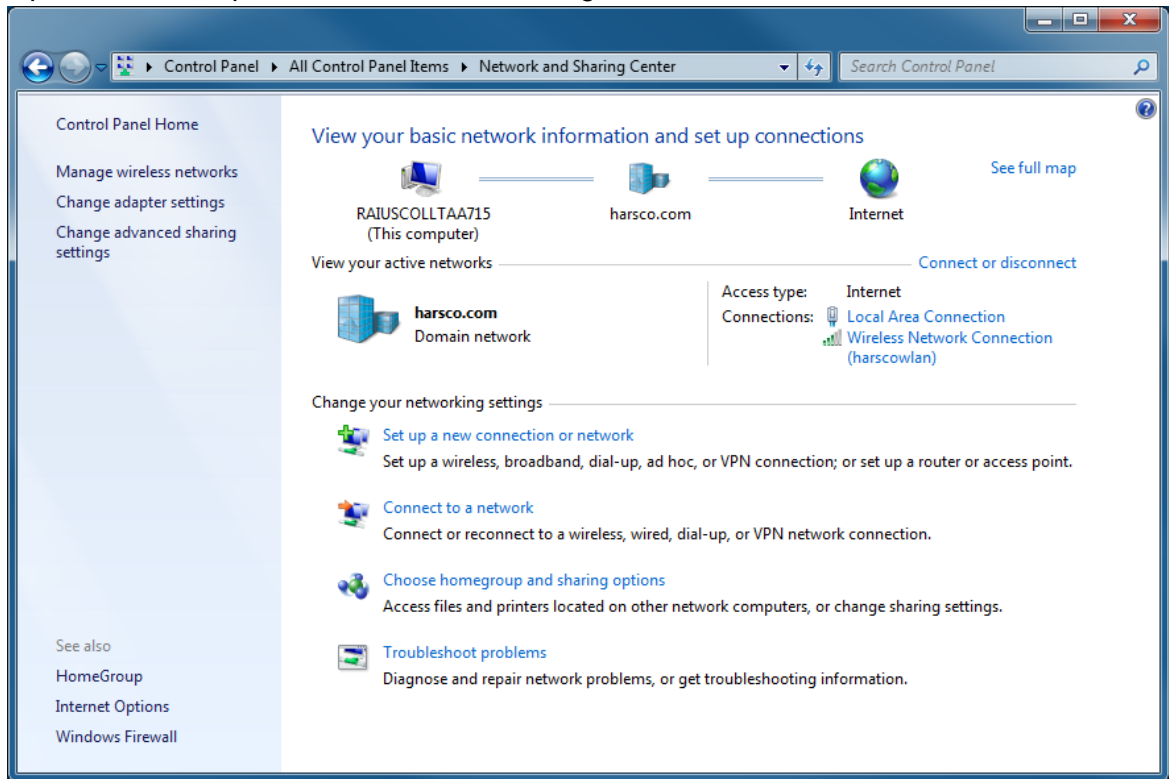 Control Panel ▸ All Control Panel Items ▸ Network and Sharing Center
Search Control Panel
Control Panel Home
Manage wireless networks
Change adapter settings
Change advanced sharing
settings
See also
HomeGroup
Internet Options
Windows Firewall
View your basic network information and set up connections
See full map
RAIUSCOLLTAA715
(This computer)
harsco.com
Internet
View your active networks
Connect or disconnect
harsco.com
Domain network
Access type: Internet
Connections: Local Area Connection
Wireless Network Connection
(harscowlan)
Change your networking settings
Set up a new connection or network
Set up a wireless, broadband, dial-up, ad hoc, or VPN connection; or set up a router or access point.
Connect to a network
Connect or reconnect to a wireless, wired, dial-up, or VPN network connection.
Choose homegroup and sharing options
Access files and printers located on other network computers, or change sharing settings.
Troubleshoot problems
Diagnose and repair network problems, or get troubleshooting information.